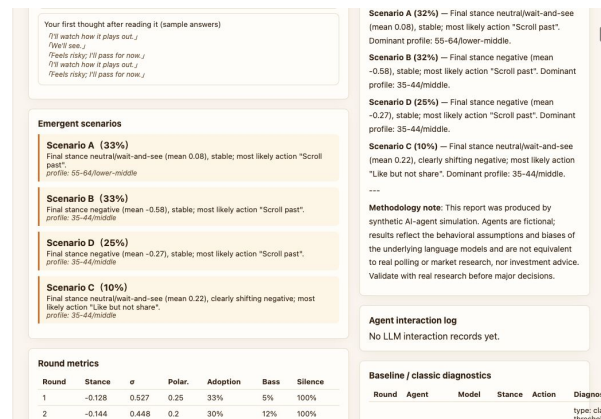 Your first thought after reading it (sample answers)
「I'll watch how it plays out.」
「We'll see.」
「Feels risky; I'll pass for now.」
「I'll watch how it plays out.」
「Feels risky; I'll pass for now.」
Emergent scenarios
Scenario A (33%)
Final stance neutral/wait-and-see (mean 0.08), stable; most likely action "Scroll
past".
profile: 55-64/lower-middle
Scenario B (33%)
Final stance negative (mean -0.58), stable; most likely action "Scroll past".
profile: 35-44/middle
Scenario D (25%)
Final stance negative (mean -0.27), stable; most likely action "Scroll past".
profile: 35-44/middle
Scenario C (10%)
Final stance neutral/wait-and-see (mean 0.22), clearly shifting negative; most
likely action "Like but not share".
profile: 35-44/middle
Round metrics
Round Stance σ Polar. Adoption Bass Silence
1 -0.128 0.527 0.25 33% 5% 100%
2 -0.144 0.448 0.2 30% 12% 100%
Scenario A (32%) — Final stance neutral/wait-and-see
(mean 0.08), stable; most likely action "Scroll past".
Dominant profile: 55-64/lower-middle.
Scenario B (32%) — Final stance negative (mean
-0.58), stable; most likely action "Scroll past". Dominant
profile: 35-44/middle.
Scenario D (25%) — Final stance negative (mean
-0.27), stable; most likely action "Scroll past". Dominant
profile: 35-44/middle.
Scenario C (10%) — Final stance neutral/wait-and-see
(mean 0.22), clearly shifting negative; most likely action
"Like but not share". Dominant profile: 35-44/middle.
---
Methodology note: This report was produced by
synthetic AI-agent simulation. Agents are fictional;
results reflect the behavioral assumptions and biases of
the underlying language models and are not equivalent
to real polling or market research, nor investment advice.
Validate with real research before major decisions.
Agent interaction log
No LLM interaction records yet.
Baseline / classic diagnostics
Round Agent Model Stance Action
type: